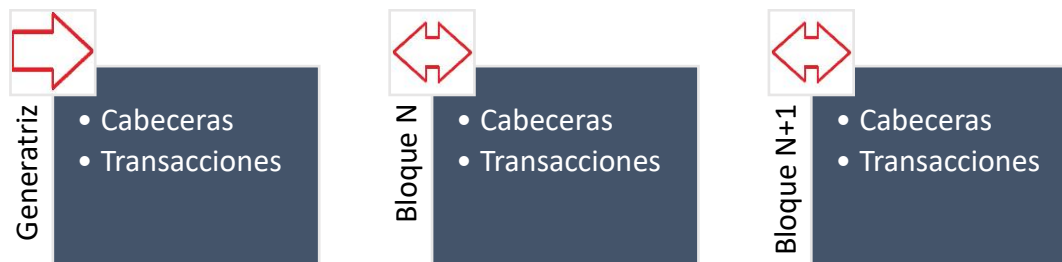 Generatriz
• Cabeceras
• Transacciones
Bloque N
• Cabeceras
• Transacciones
Bloque N+1
• Cabeceras
• Transacciones